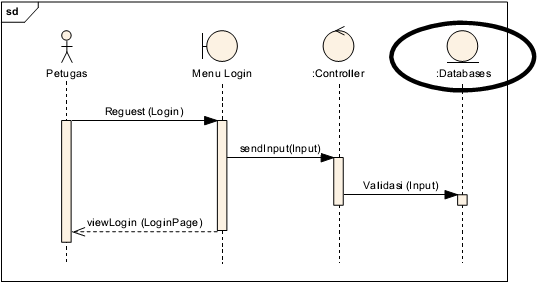 sd
Petugas
Menu Login
:Controller
:Databases
Reguest (Login)
sendInput(Input)
Validasi (Input)
viewLogin (LoginPage)